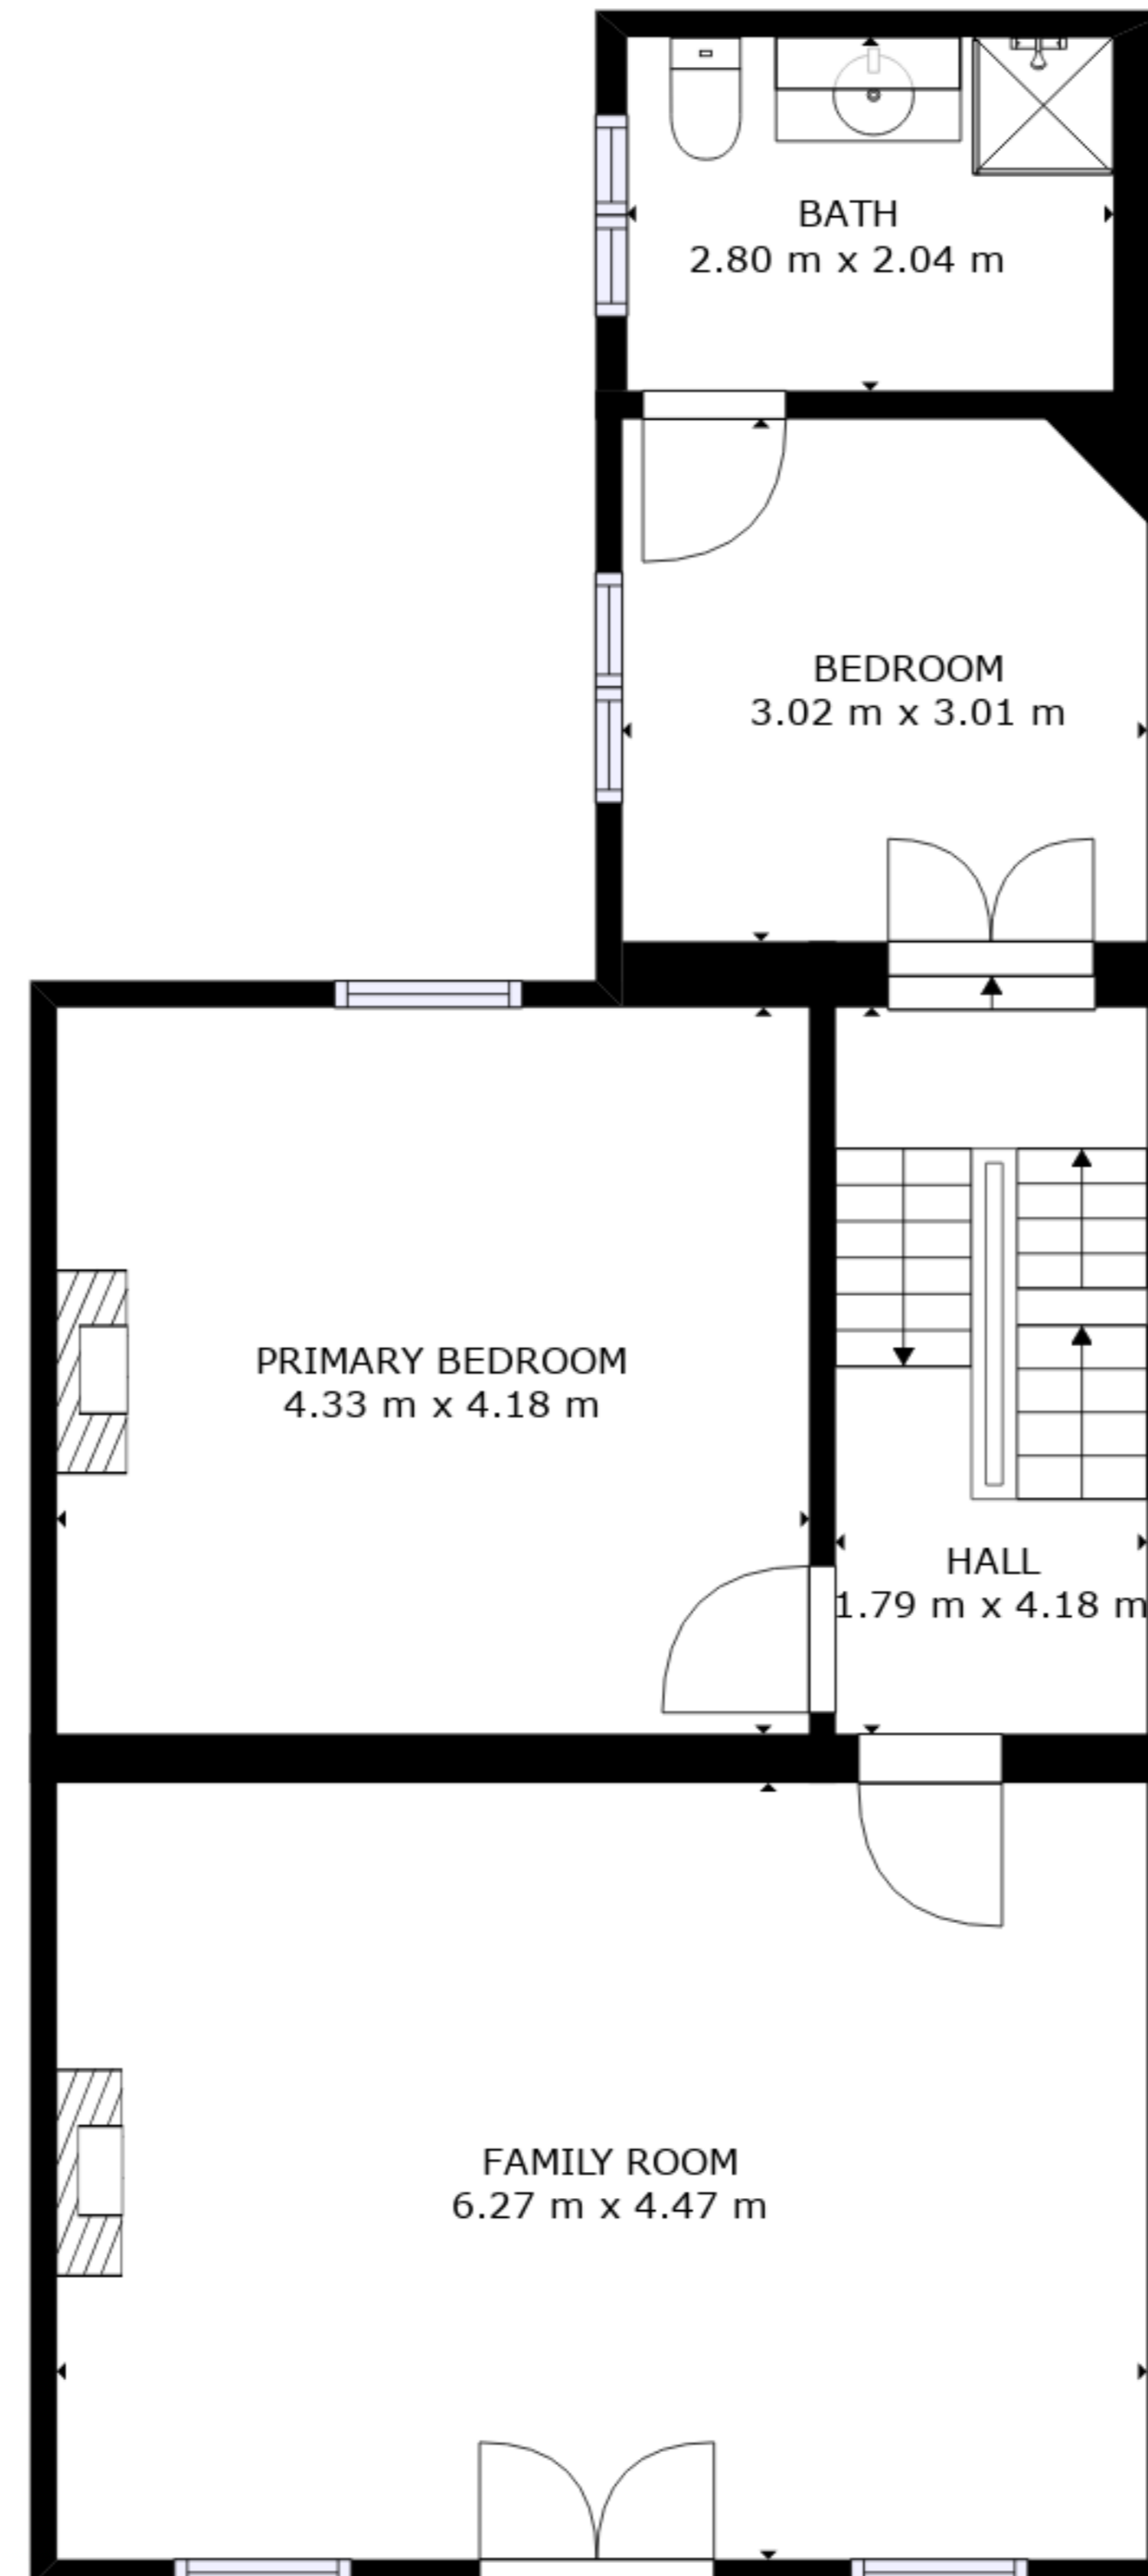 BATH
2.80 m x 2.04 m
BEDROOM
3.02 m x 3.01 m
PRIMARY BEDROOM
4.33 m x 4.18 m
HALL
1.79 m x 4.18 m
FAMILY ROOM
6.27 m x 4.47 m